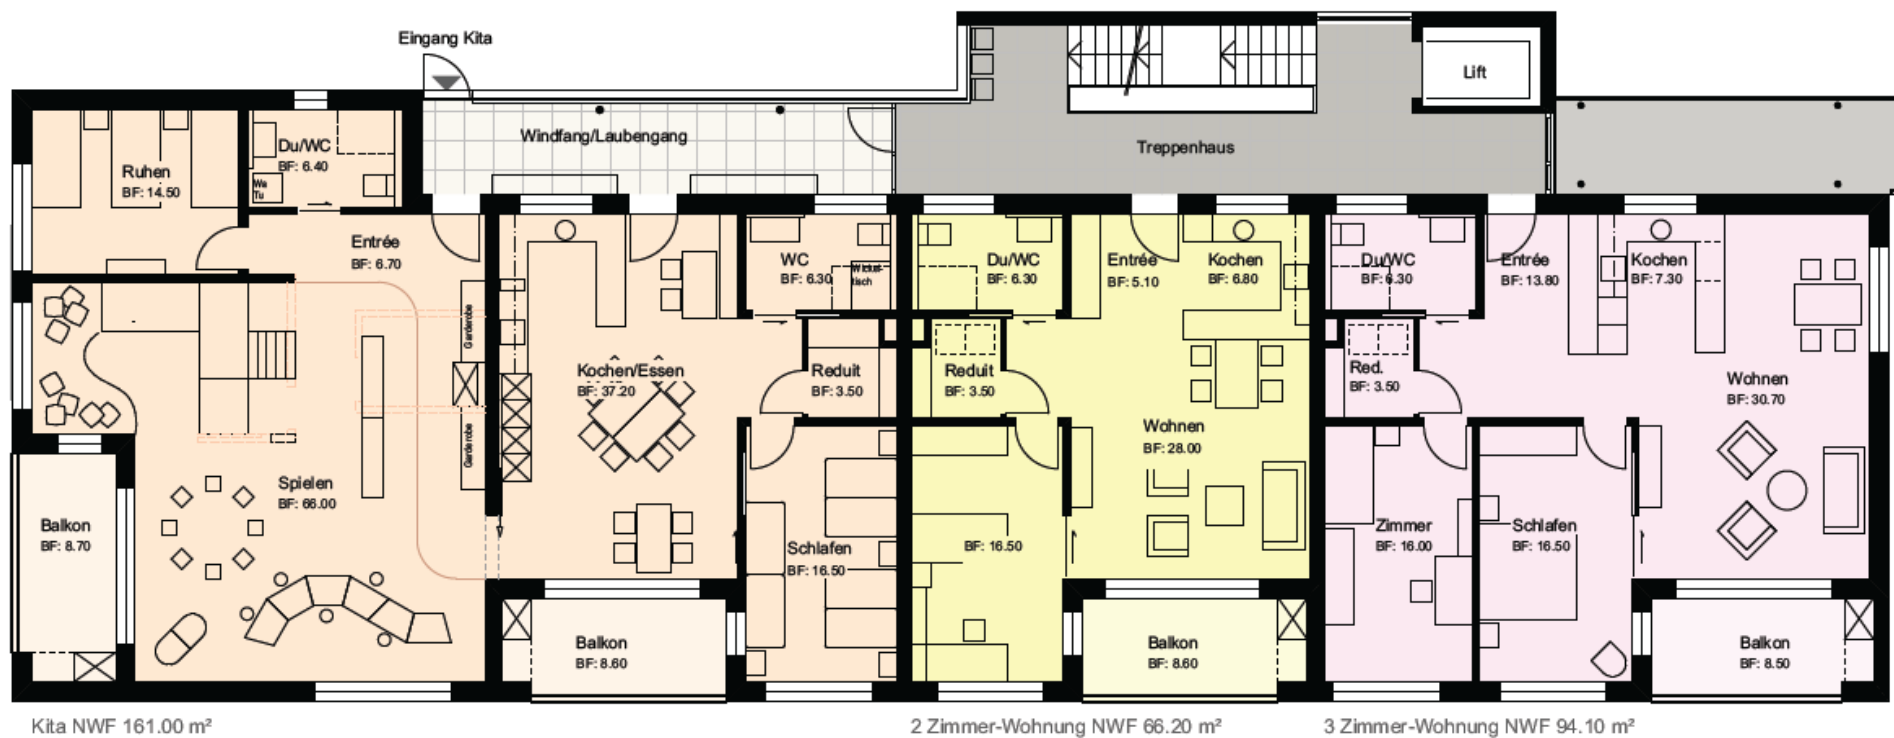 Eingang Kita
Lift
Windfang/Laubengang
Treppenhaus
Ruhen
BF: 14.50
Du/WC
BF: 6.40
Wa
Tu
Entrée
BF: 6.70
Garderobe
Garderobe
Spielen
BF: 66.00
Balkon
BF: 8.70
Kochen/Essen
BF: 37.20
WC
BF: 6.30
Wickel-
tisch
Reduit
BF: 3.50
Schlafen
BF: 16.50
Balkon
BF: 8.60
Du/WC
BF: 6.30
Entrée
BF: 5.10
Kochen
BF: 6.80
Reduit
BF: 3.50
Wohnen
BF: 28.00
BF: 16.50
Balkon
BF: 8.60
Du/WC
BF: 6.30
Entrée
BF: 13.80
Kochen
BF: 7.30
Red.
BF: 3.50
Wohnen
BF: 30.70
Zimmer
BF: 16.00
Schlafen
BF: 16.50
Balkon
BF: 8.50
Kita NWF 161.00 m²
2 Zimmer-Wohnung NWF 66.20 m²
3 Zimmer-Wohnung NWF 94.10 m²